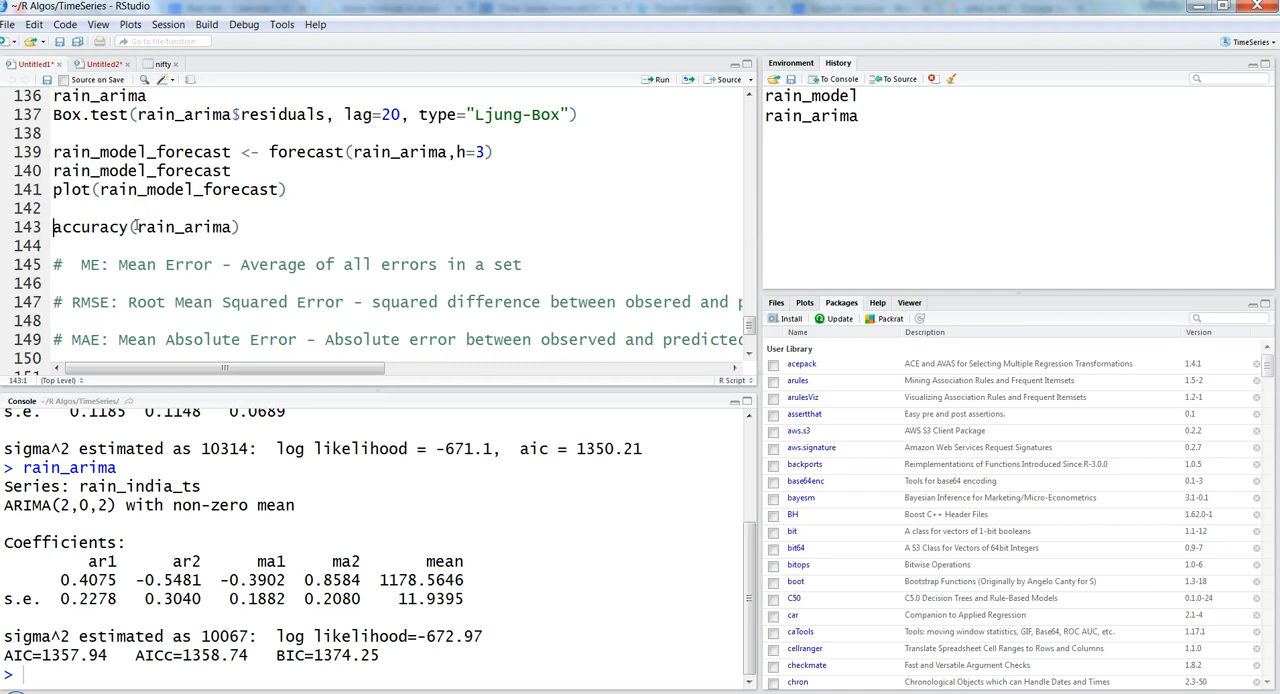 ~/R Algos/TimeSeries - RStudio
File Edit Code View Plots Session Build Debug Tools Help
Go to file/function
TimeSeries
Untitled1* Untitled2* nifty
Source on Save Run Source
136 rain_arima
137 Box.test(rain_arima$residuals, lag=20, type="Ljung-Box")
138
139 rain_model_forecast <- forecast(rain_arima,h=3)
140 rain_model_forecast
141 plot(rain_model_forecast)
142
143 accuracy(rain_arima)
144
145 #  ME: Mean Error - Average of all errors in a set
146
147 # RMSE: Root Mean Squared Error - squared difference between obsered and p
148
149 # MAE: Mean Absolute Error - Absolute error between observed and predicted
150
143:1 (Top Level) R Script
Console ~/R Algos/TimeSeries/
s.e. 0.1185 0.1148 0.0689
sigma^2 estimated as 10314: log likelihood = -671.1, aic = 1350.21
> rain_arima
Series: rain_india_ts
ARIMA(2,0,2) with non-zero mean
Coefficients:
ar1 ar2 ma1 ma2 mean
0.4075 -0.5481 -0.3902 0.8584 1178.5646
s.e. 0.2278 0.3040 0.1882 0.2080 11.9395
sigma^2 estimated as 10067: log likelihood=-672.97
AIC=1357.94 AICc=1358.74 BIC=1374.25
>
Environment History
To Console To Source
rain_model
rain_arima
Files Plots Packages Help Viewer
Install Update Packrat
Name Description Version
User Library
acepack ACE and AVAS for Selecting Multiple Regression Transformations 1.4.1
arules Mining Association Rules and Frequent Itemsets 1.5-2
arulesViz Visualizing Association Rules and Frequent Itemsets 1.2-1
assertthat Easy pre and post assertions. 0.1
aws.s3 AWS S3 Client Package 0.2.2
aws.signature Amazon Web Services Request Signatures 0.2.7
backports Reimplementations of Functions Introduced Since R-3.0.0 1.0.5
base64enc Tools for base64 encoding 0.1-3
bayesm Bayesian Inference for Marketing/Micro-Econometrics 3.1-0.1
BH Boost C++ Header Files 1.62.0-1
bit A class for vectors of 1-bit booleans 1.1-12
bit64 A S3 Class for Vectors of 64bit Integers 0.9-7
bitops Bitwise Operations 1.0-6
boot Bootstrap Functions (Originally by Angelo Canty for S) 1.3-18
C50 C5.0 Decision Trees and Rule-Based Models 0.1.0-24
car Companion to Applied Regression 2.1-4
caTools Tools: moving window statistics, GIF, Base64, ROC AUC, etc. 1.17.1
cellranger Translate Spreadsheet Cell Ranges to Rows and Columns 1.1.0
checkmate Fast and Versatile Argument Checks 1.8.2
chron Chronological Objects which can Handle Dates and Times 2.3-50